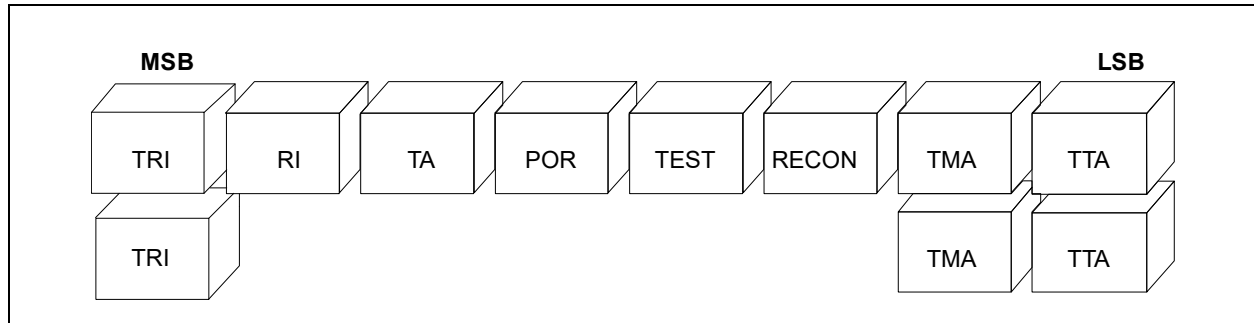 MSB LSB
TRI RI TA POR TEST RECON TMA TTA
TRI TMA TTA